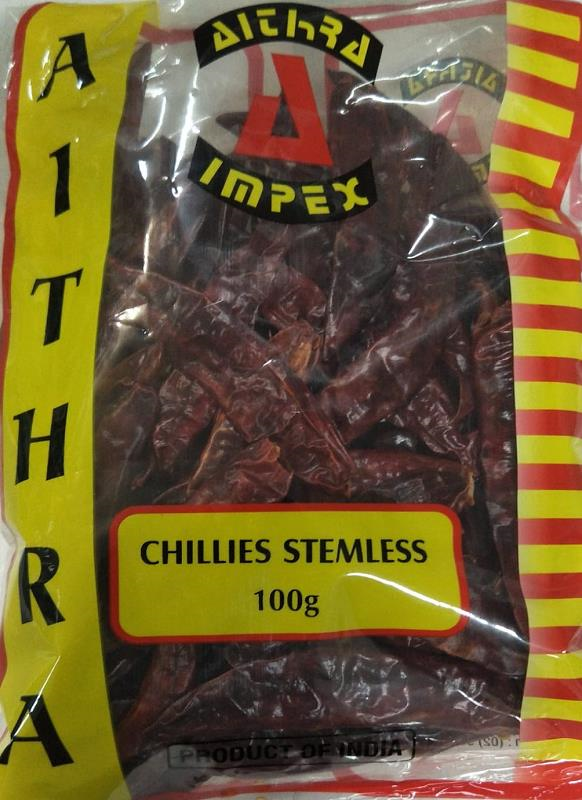 AITHRA
AITHRA
IMPEX
CHILLIES STEMLESS
100g
PRODUCT OF INDIA